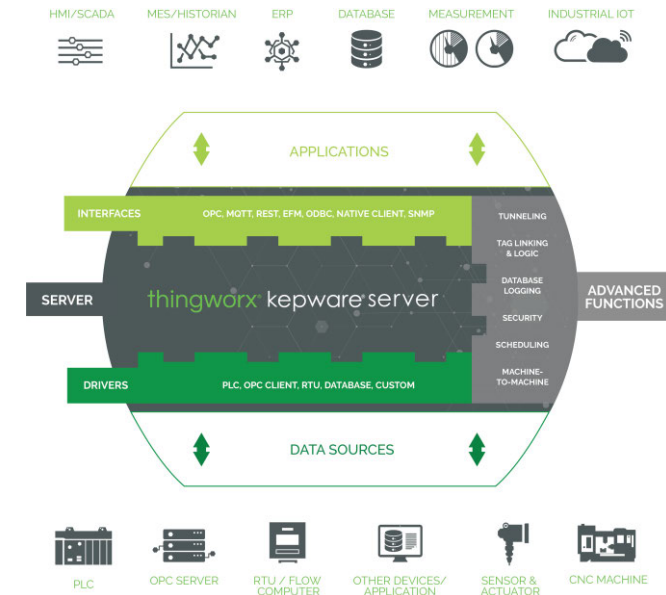 HMI/SCADA
MES/HISTORIAN
ERP
DATABASE
MEASUREMENT
INDUSTRIAL IOT
APPLICATIONS
INTERFACES
OPC, MQTT, REST, EFM, ODBC, NATIVE CLIENT, SNMP
TUNNELING
TAG LINKING
& LOGIC
DATABASE
LOGGING
SECURITY
SCHEDULING
MACHINE-
TO-MACHINE
SERVER
thingworx kepware server
ADVANCED
FUNCTIONS
DRIVERS
PLC, OPC CLIENT, RTU, DATABASE, CUSTOM
DATA SOURCES
PLC
OPC SERVER
RTU / FLOW
COMPUTER
OTHER DEVICES/
APPLICATION
SENSOR &
ACTUATOR
CNC MACHINE